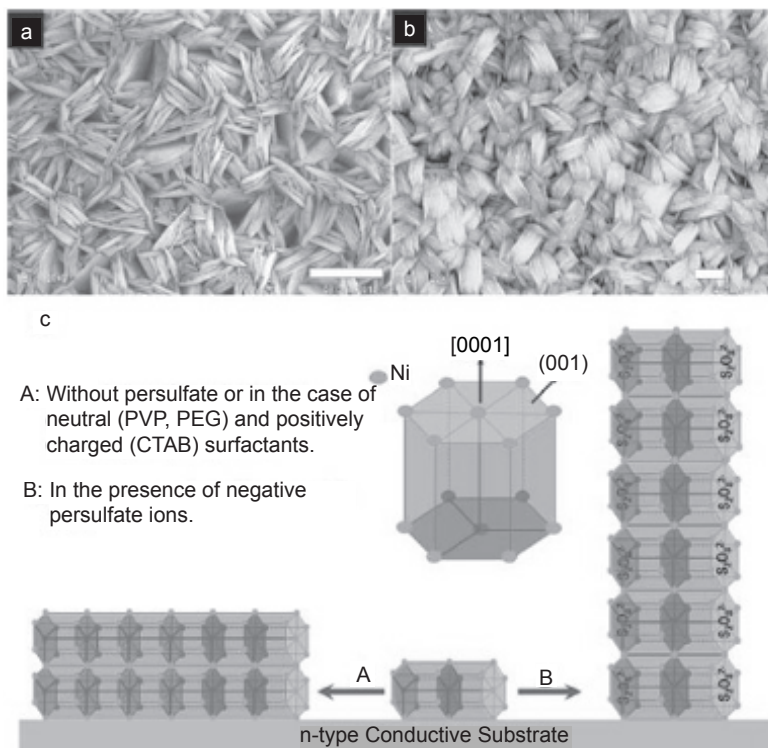 a
b
c
[0001]
Ni
(001)
A: Without persulfate or in the case of
neutral (PVP, PEG) and positively
charged (CTAB) surfactants.
B: In the presence of negative
persulfate ions.
A
B
n-type Conductive Substrate